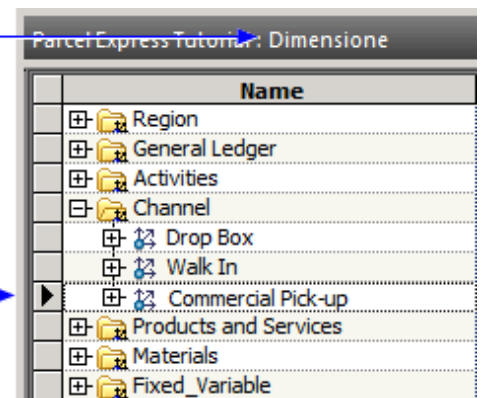 Parcel Express Tutorial : Dimensione
Name
Region
General Ledger
Activities
Channel
Drop Box
Walk In
Commercial Pick-up
Products and Services
Materials
Fixed_Variable